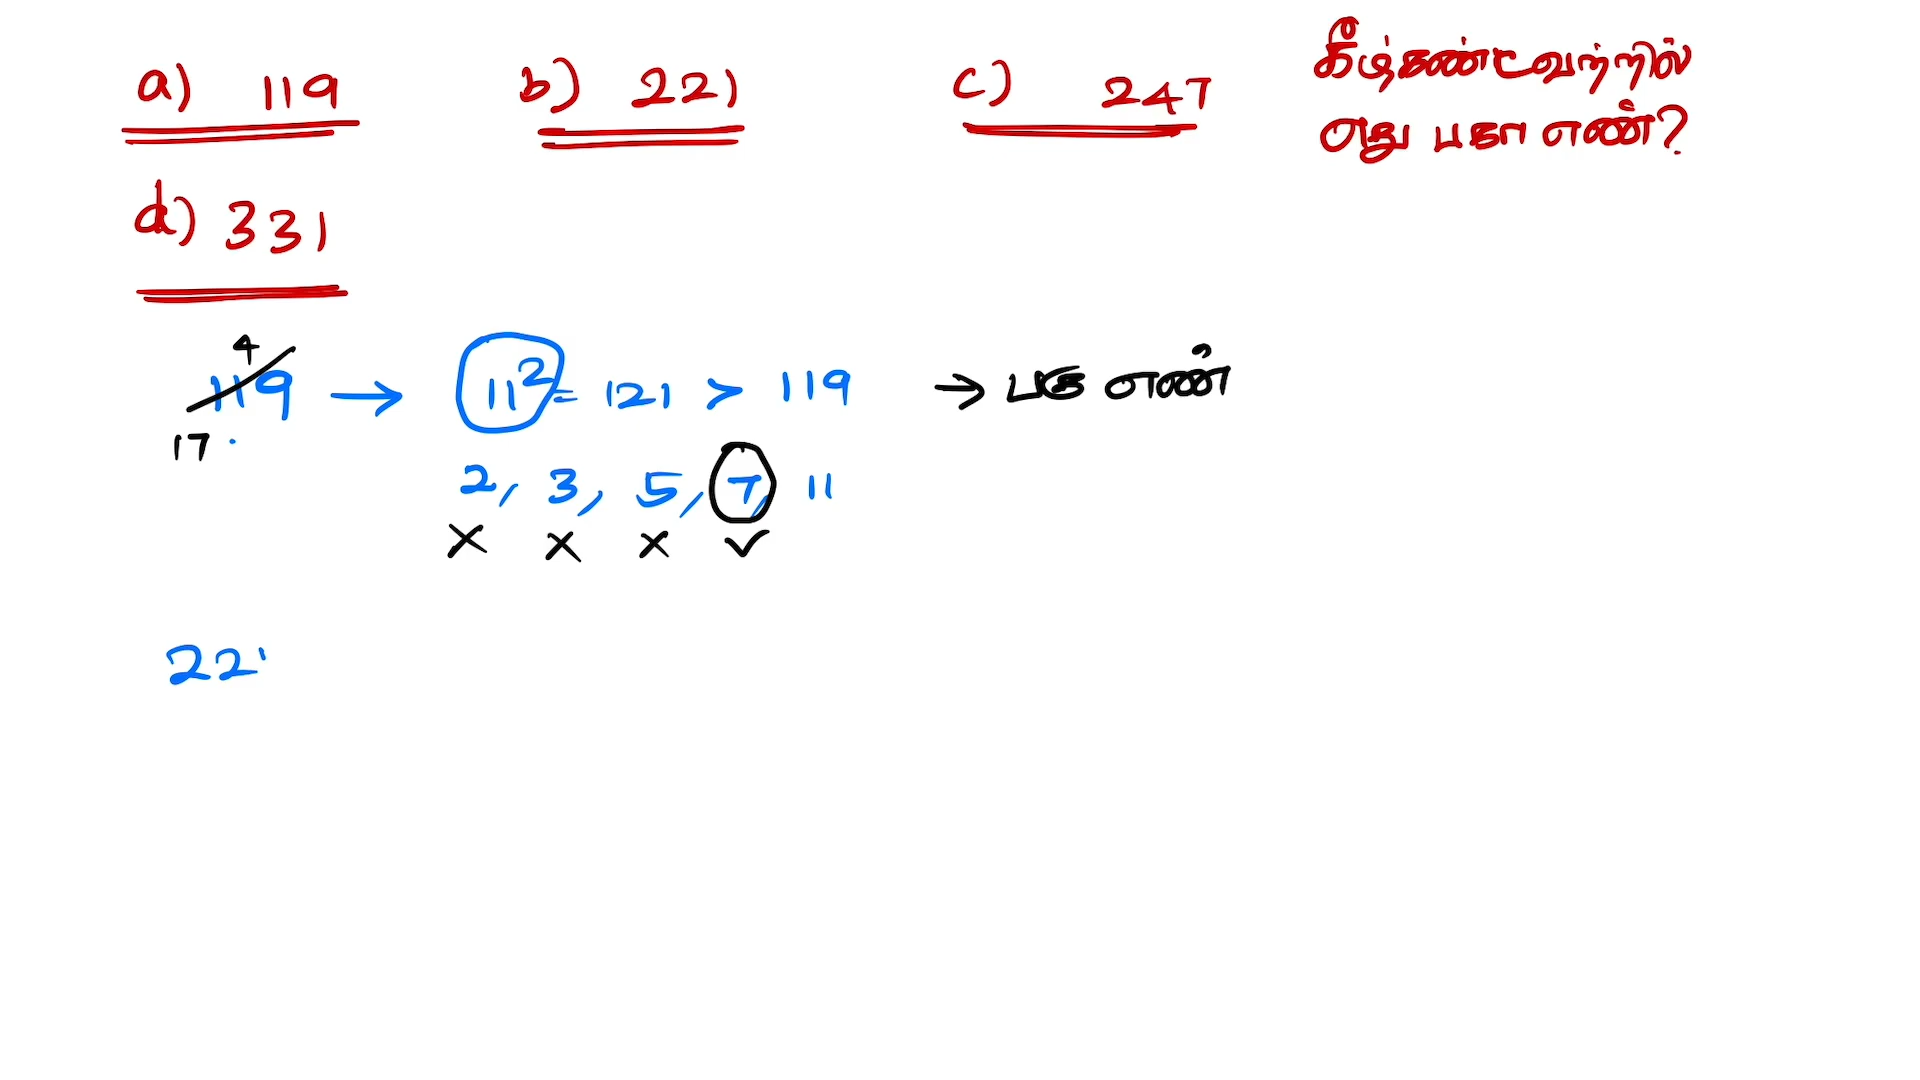 a) 119 b) 221 c) 247 கீழ்கண்டவற்றில்
எது பகா எண்?
d) 331
4
119 → 11² = 121 > 119 → பகு எண்
17
2, 3, 5, 7, 11
× × × ✓
221